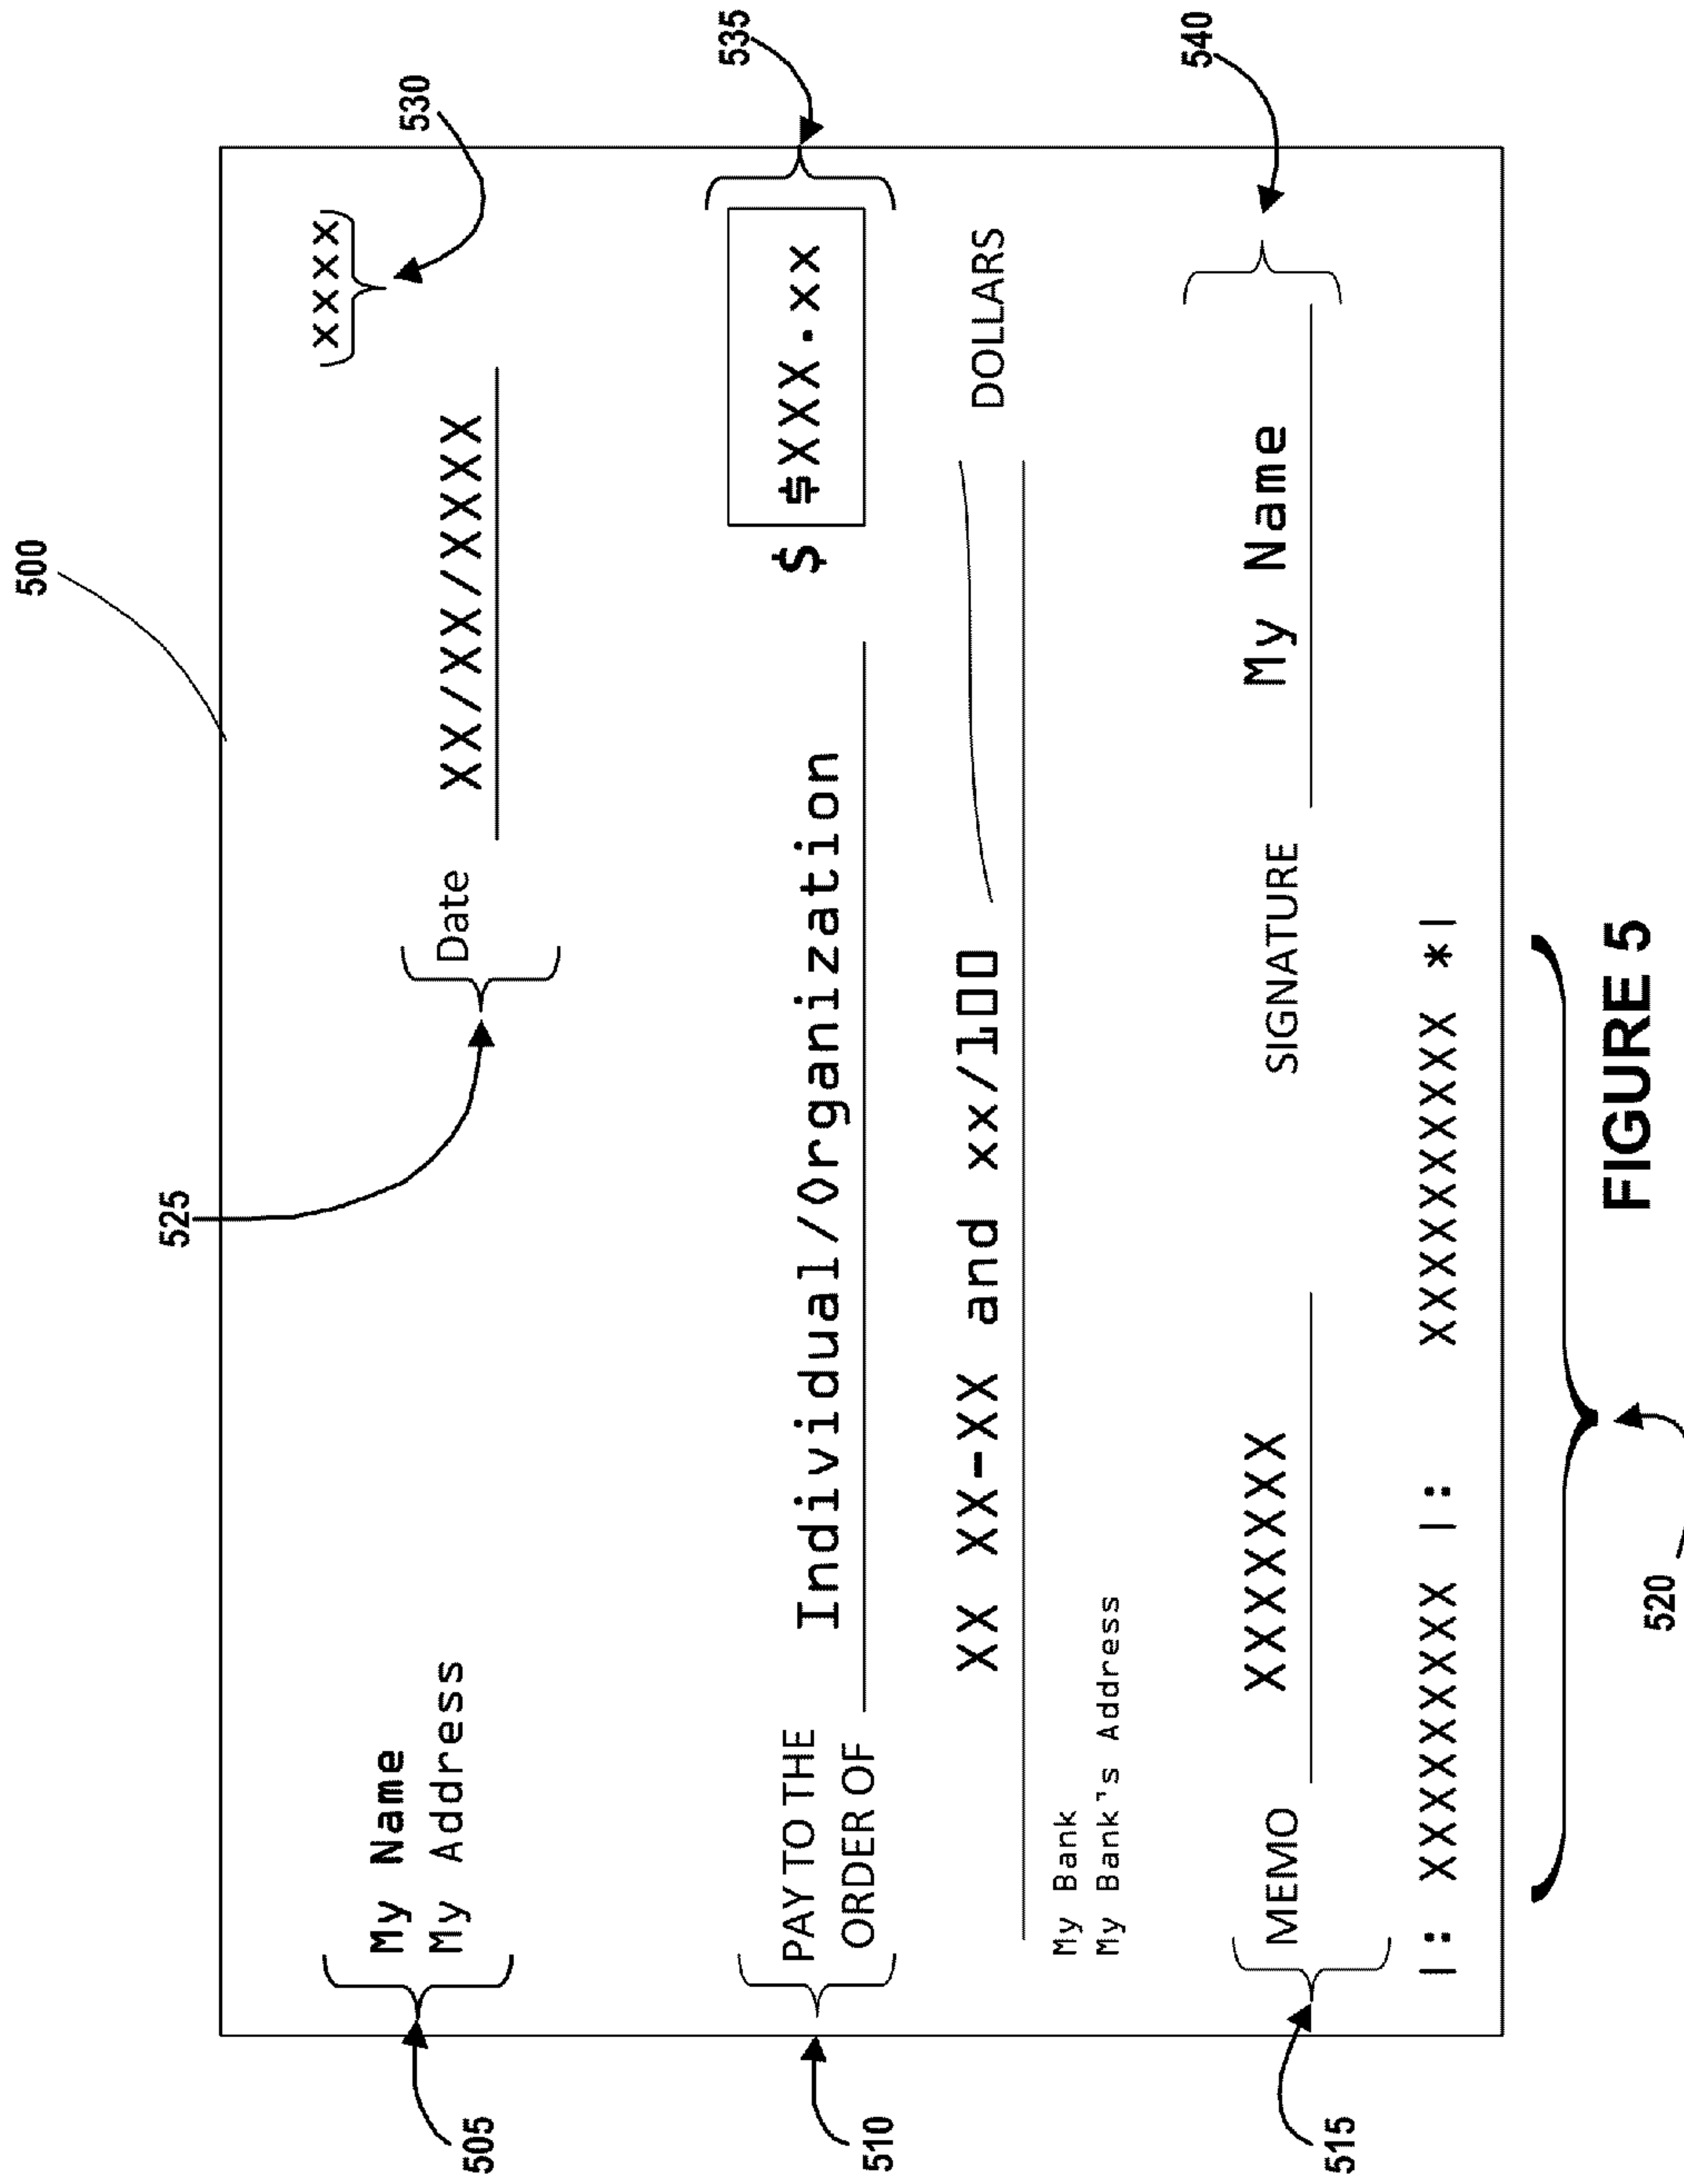 500
525
530
535
XXXX
505
My Name
My Address
Date XX/XX/XXXX
510
PAY TO THE
ORDER OF
Individual/Organization
$ $XXX.xx
XX XX-XX and xx/100
DOLLARS
My Bank
My Bank's Address
540
515
MEMO XXXXXXX
SIGNATURE My Name
|: XXXXXXXXX |: XXXXXXXXXX *|
520
FIGURE 5